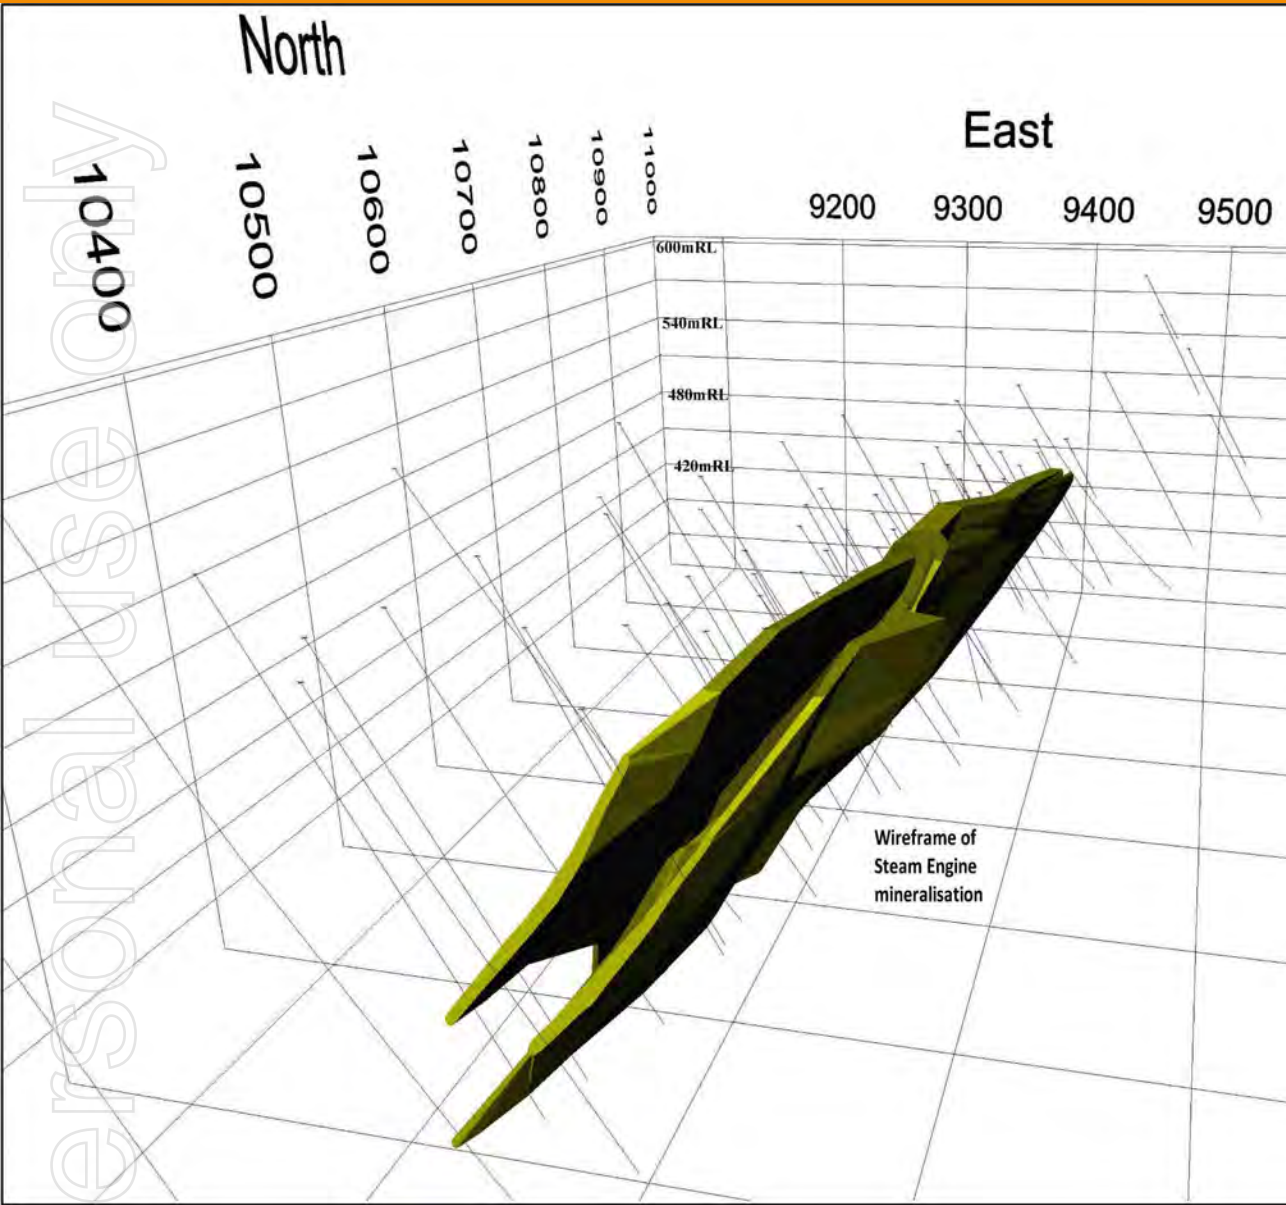 North
East
10400
10500
10600
10700
10800
10900
11000
9200
9300
9400
9500
600mRL
540mRL
480mRL
420mRL
Wireframe of
Steam Engine
mineralisation
ersonal use only